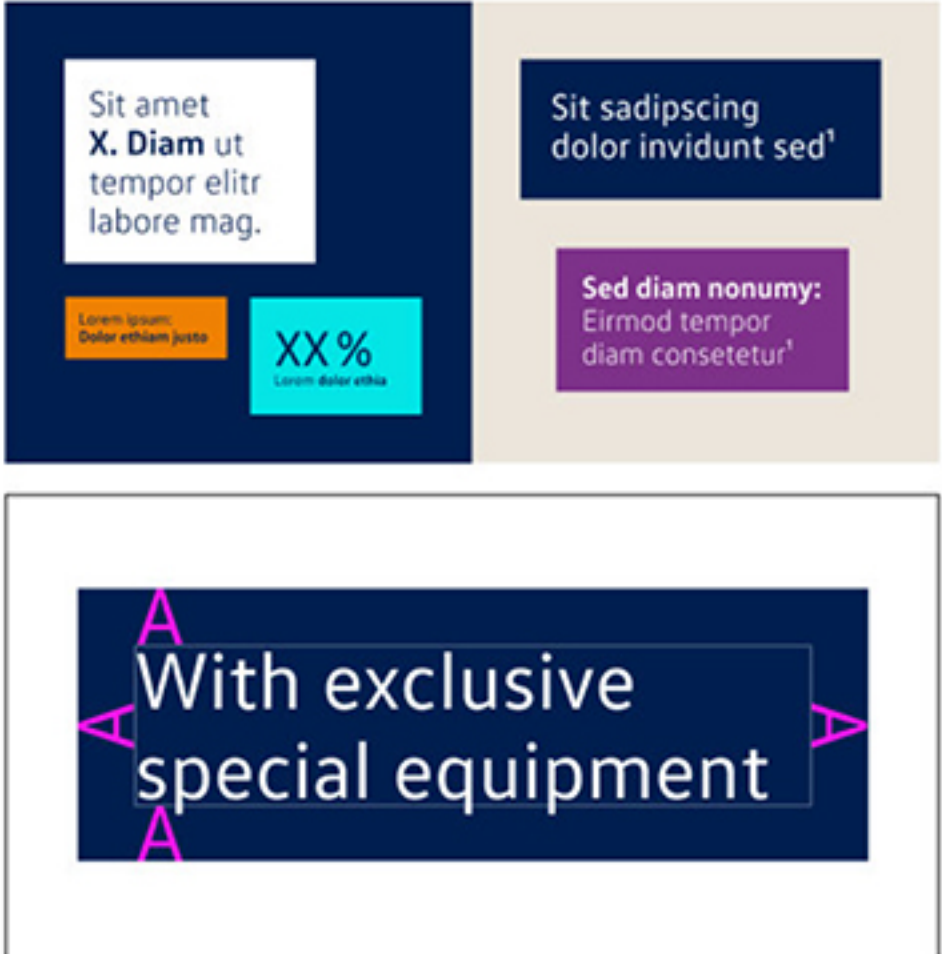 Sit amet
X. Diam ut
tempor elitr
labore mag.
Lorem ipsum:
Dolor ethiam justo
XX %
Lorem dolor ethia
Sit sadipscing
dolor invidunt sed¹
Sed diam nonumy:
Eirmod tempor
diam consetetur¹
A
With exclusive
A A
special equipment
A